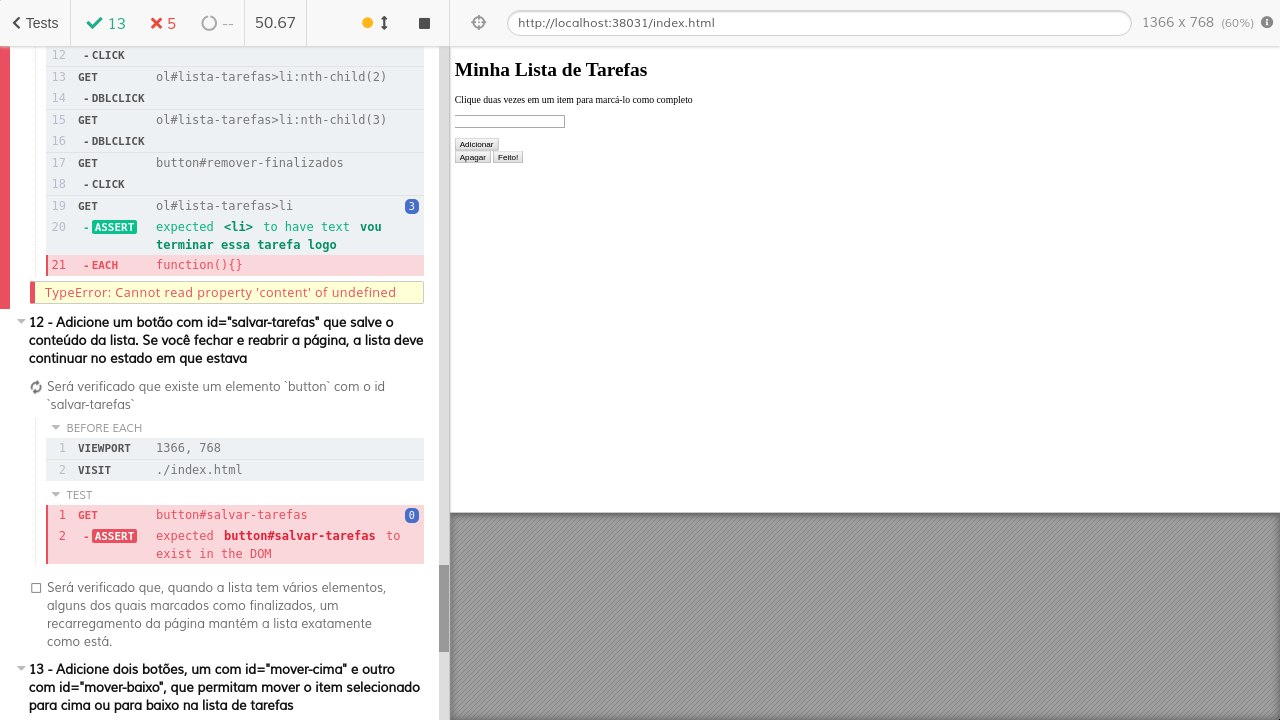 Tests 13 5 -- 50.67 http://localhost:38031/index.html 1366 x 768 (60%)
12 - CLICK
13 GET ol#lista-tarefas>li:nth-child(2)
14 - DBLCLICK
15 GET ol#lista-tarefas>li:nth-child(3)
16 - DBLCLICK
17 GET button#remover-finalizados
18 - CLICK
19 GET ol#lista-tarefas>li 3
20 - ASSERT expected <li> to have text vou
terminar essa tarefa logo
21 - EACH function(){}
TypeError: Cannot read property 'content' of undefined
12 - Adicione um botão com id="salvar-tarefas" que salve o
conteúdo da lista. Se você fechar e reabrir a página, a lista deve
continuar no estado em que estava
Será verificado que existe um elemento `button` com o id
`salvar-tarefas`
BEFORE EACH
1 VIEWPORT 1366, 768
2 VISIT ./index.html
TEST
1 GET button#salvar-tarefas 0
2 - ASSERT expected button#salvar-tarefas to
exist in the DOM
Será verificado que, quando a lista tem vários elementos,
alguns dos quais marcados como finalizados, um
recarregamento da página mantém a lista exatamente
como está.
13 - Adicione dois botões, um com id="mover-cima" e outro
com id="mover-baixo", que permitam mover o item selecionado
para cima ou para baixo na lista de tarefas
Minha Lista de Tarefas
Clique duas vezes em um item para marcá-lo como completo
Adicionar
Apagar Feito!